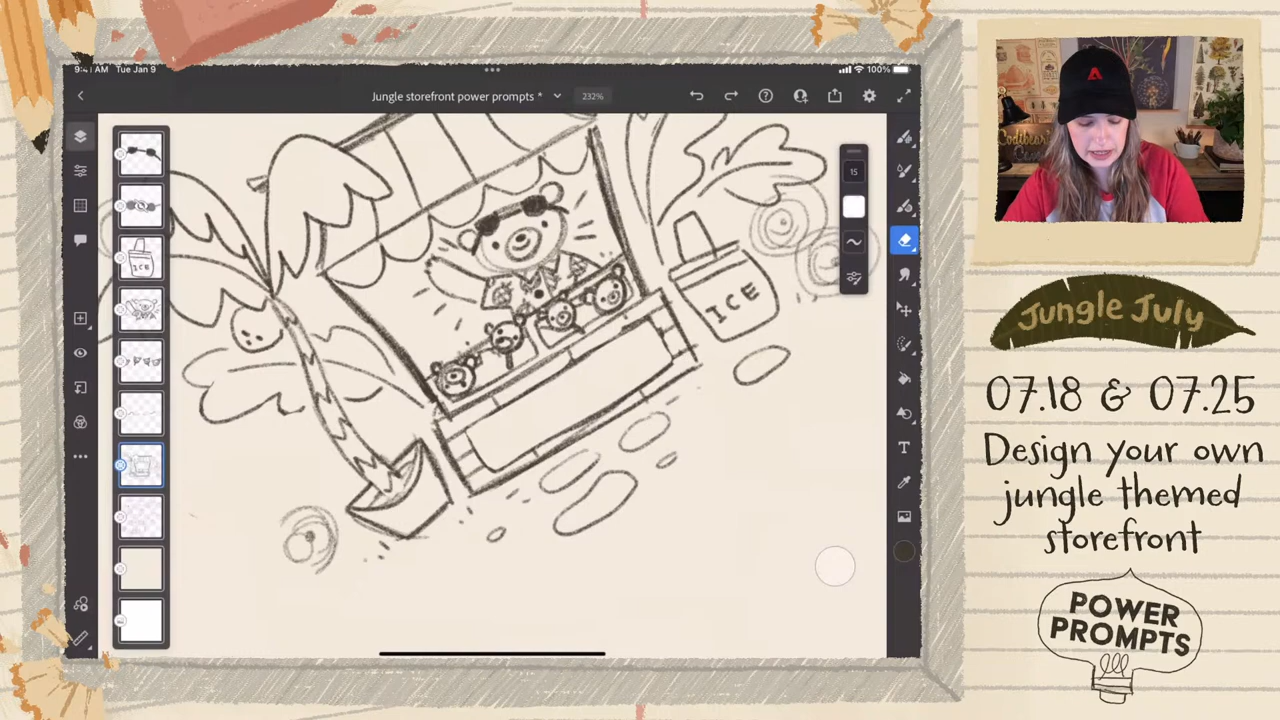 9:41 AM Tue Jan 9
100%
Jungle storefront power prompts *
232%
15
ICE
ICE
T
Jungle July
07.18 & 07.25
Design your own
jungle themed
storefront
POWER
PROMPTS